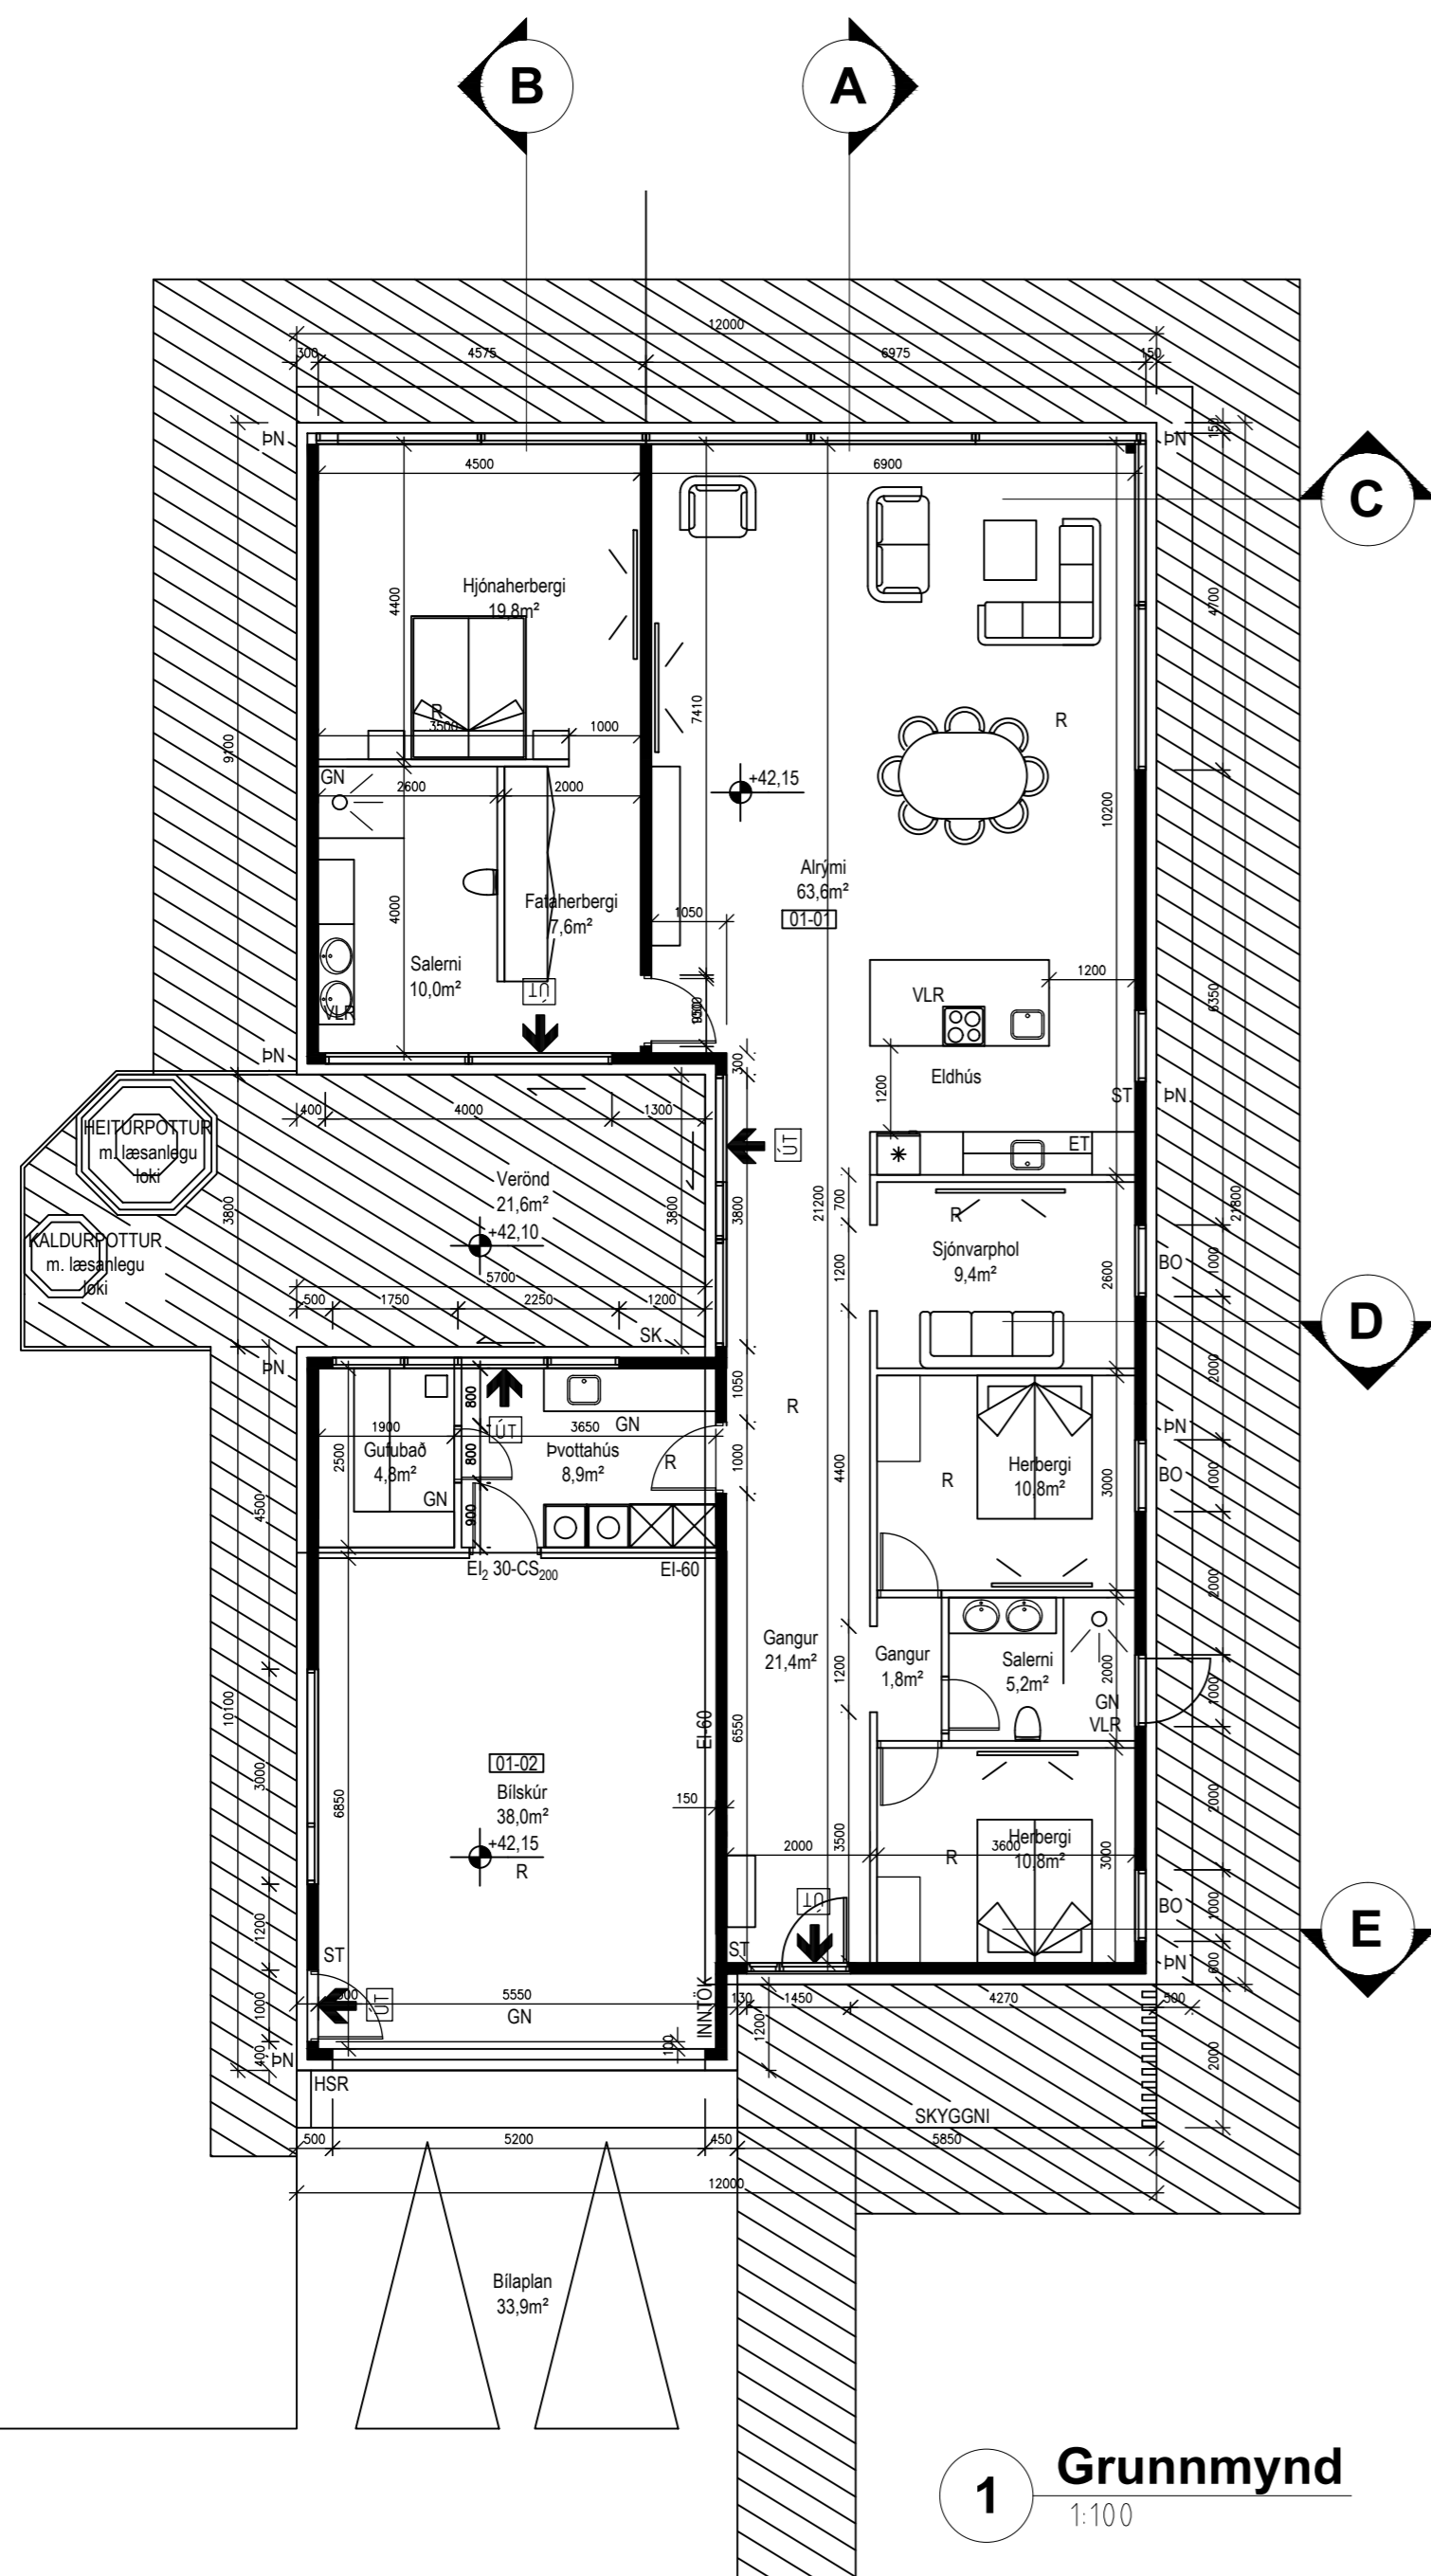 B
A
12000
300
4575
6975
150
ÞN
ÞN
150
4500
6900
C
Hjónaherbergi
19,8m²
4400
4700
7410
R
3500
1000
R
9100
GN
2600
2000
+42,15
10200
Alrými
63,6m²
01-01
4000
Fataherbergi
7,6m²
1050
Salerni
10,0m²
ÚT
VLR
1200
VLR
6350
ÞN
300
Eldhús
1200
ST
ÞN
400
4000
1300
HEITURPOTTUR
m. læsanlegu
loki
ÚT
ET
Verönd
21,6m²
+42,10
3800
3800
3800
21200
700
21800
R
KALDURPOTTUR
m. læsanlegu
loki
Sjónvarphol
9,4m²
1200
2600
BO
1000
5700
500
1750
2250
1200
SK
D
ÞN
800
1050
2000
R
1900
3650
GN
ÚT
ÞN
2500
Gufubað
4,8m²
800
Þvottahús
8,9m²
R
1000
4400
Herbergi
10,8m²
R
3000
BO
1000
GN
900
4500
EI₂ 30-CS₂₀₀
EI-60
2000
Gangur
21,4m²
Gangur
1,8m²
Salerni
5,2m²
1200
2000
GN
VLR
1000
10100
EI-60
6550
01-02
Bílskúr
38,0m²
3000
6850
150
+42,15
R
2000
3500
Herbergi
10,8m²
R
3600
3000
2000
ÚT
BO
1000
E
1200
ST
ST
ÞN
600
ÚT
5550
GN
INNTÖK
1000
130
1450
4270
500
1200
100
400
ÞN
2000
HSR
SKYGGNI
500
5200
450
5850
12000
Bílaplan
33,9m²
1
Grunnmynd
1:100